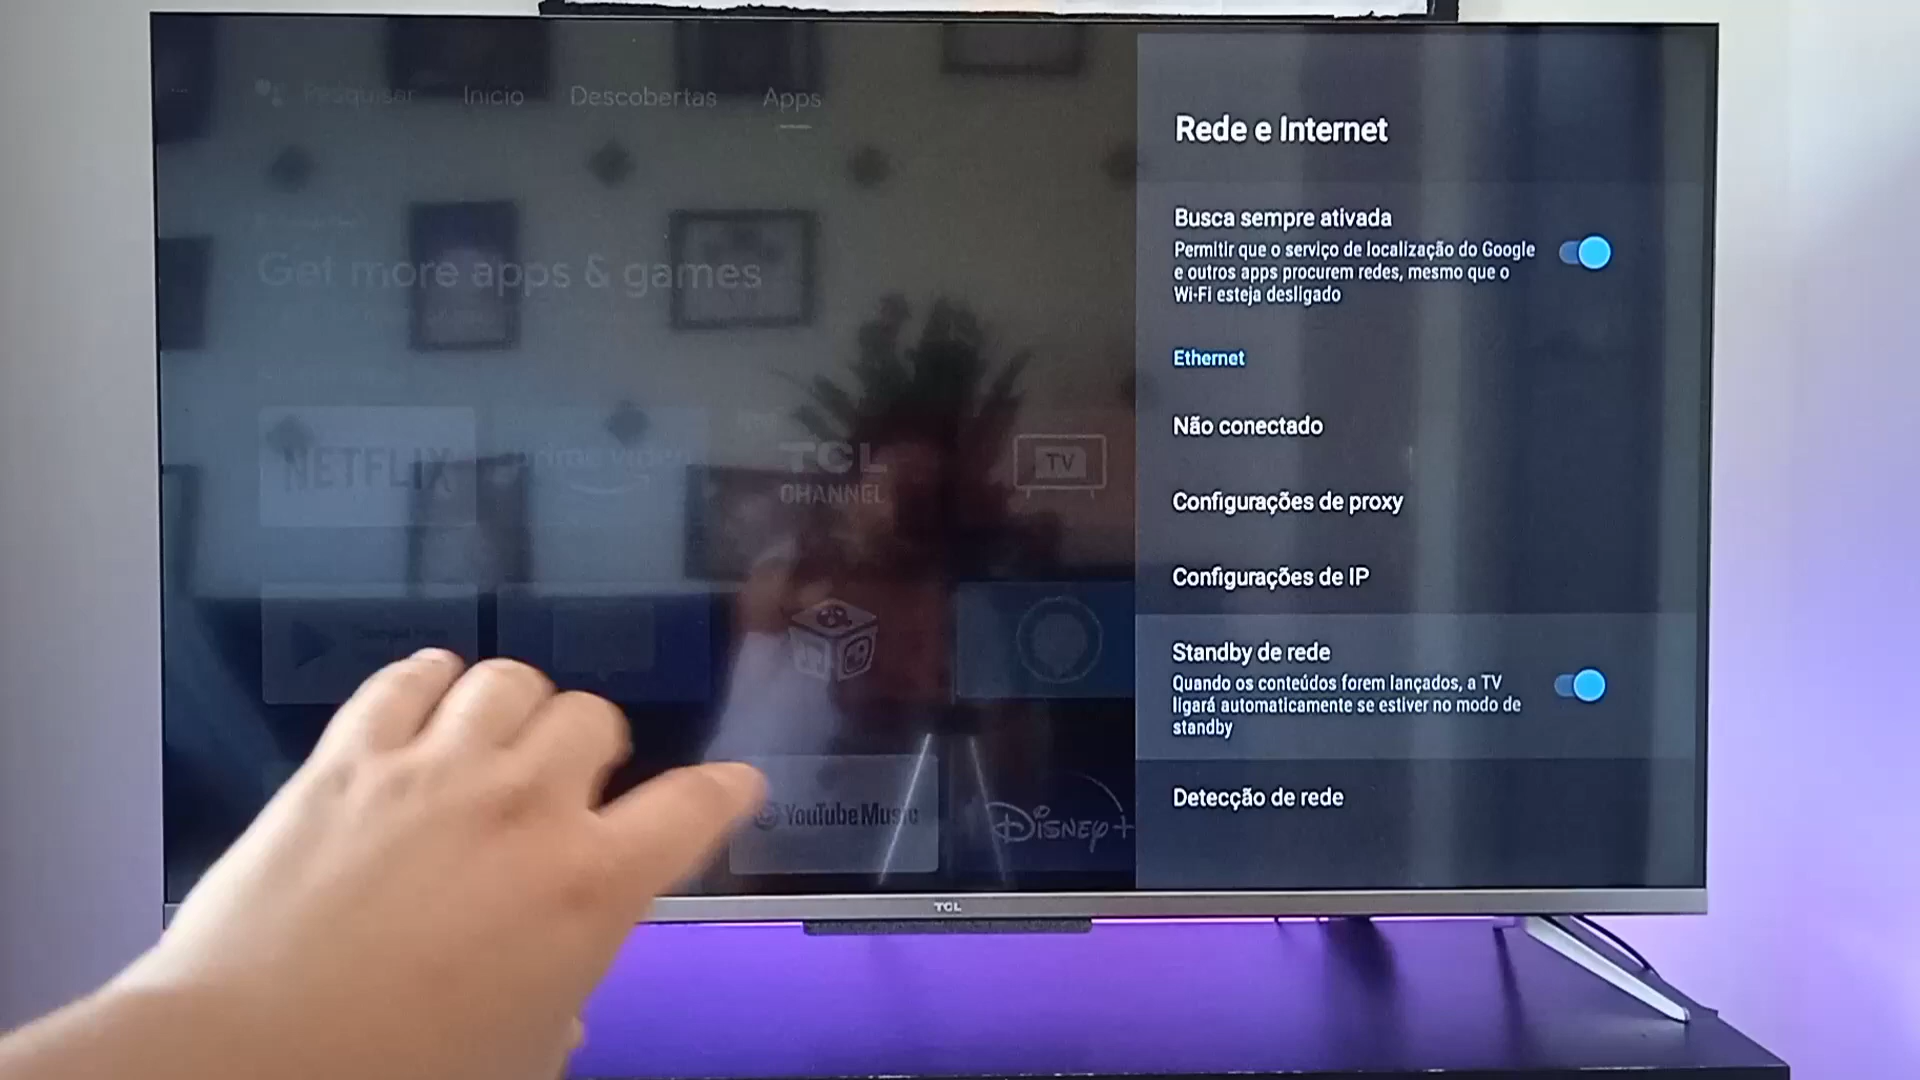 Pesquisar
Início
Descobertas
Apps
Get more apps & games
NETFLIX
prime video
TCL
CHANNEL
TV
YouTube Music
Disney+
Rede e Internet
Busca sempre ativada
Permitir que o serviço de localização do Google
e outros apps procurem redes, mesmo que o
Wi-Fi esteja desligado
Ethernet
Não conectado
Configurações de proxy
Configurações de IP
Standby de rede
Quando os conteúdos forem lançados, a TV
ligará automaticamente se estiver no modo de
standby
Detecção de rede
TCL